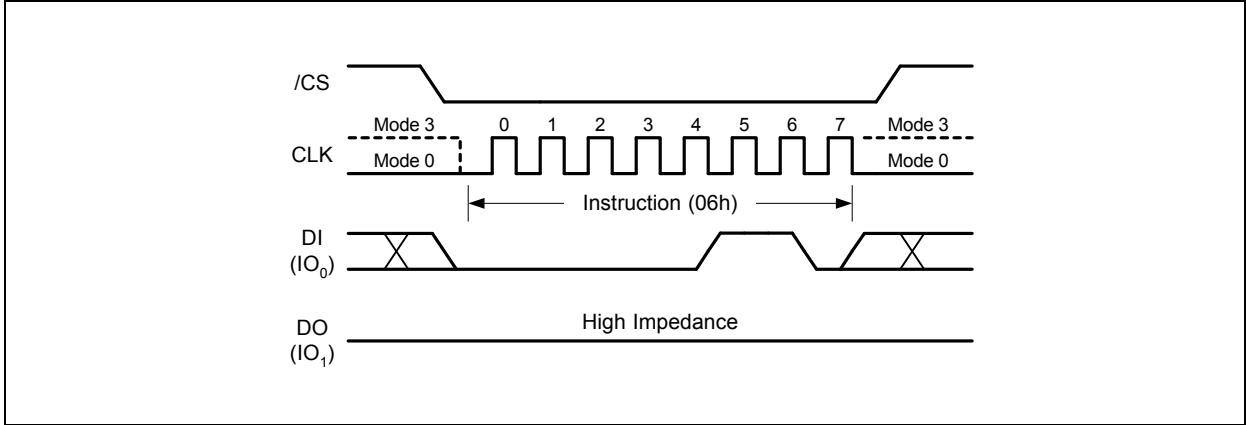 /CS
Mode 3 0 1 2 3 4 5 6 7 Mode 3
CLK
Mode 0 Mode 0
Instruction (06h)
DI
(IO₀)
High Impedance
DO
(IO₁)